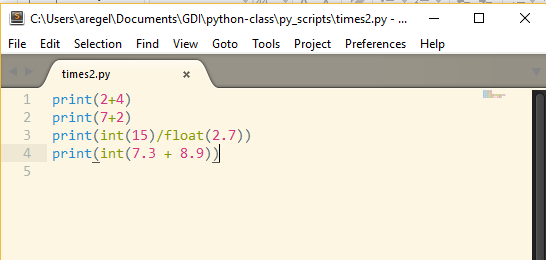 C:\Users\aregel\Documents\GDI\python-class\py_scripts\times2.py - ...
File Edit Selection Find View Goto Tools Project Preferences Help
times2.py
1 print(2+4)
2 print(7+2)
3 print(int(15)/float(2.7))
4 print(int(7.3 + 8.9))
5